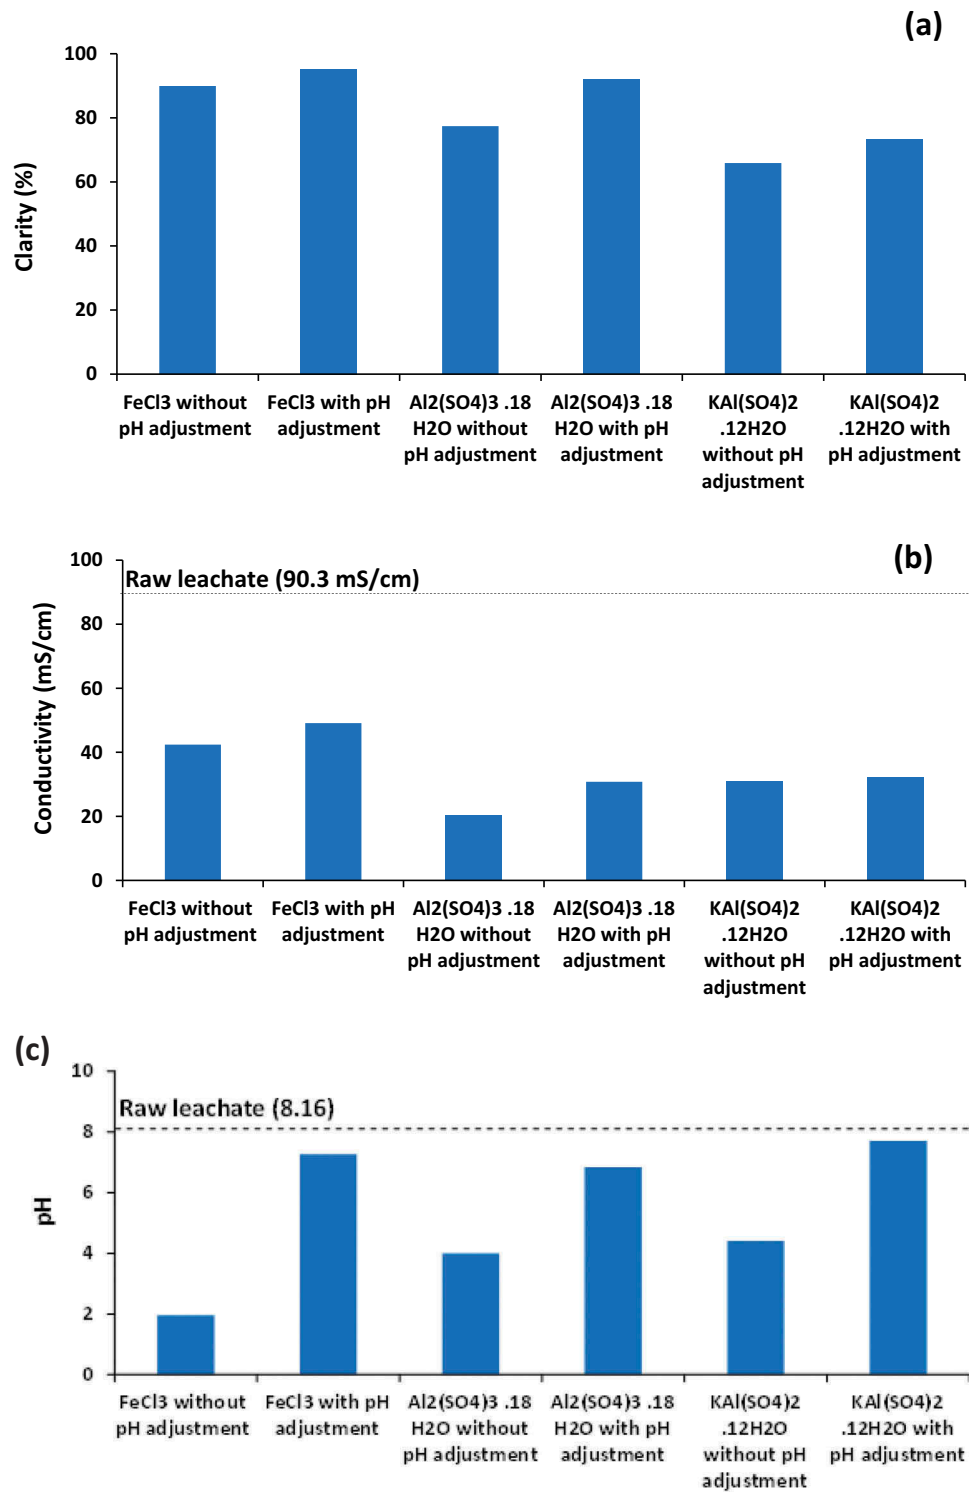 (a)
100
80
60
40
20
0
Clarity (%)
FeCl3 without
pH adjustment
FeCl3 with pH
adjustment
Al2(SO4)3 .18
H2O without
pH adjustment
Al2(SO4)3 .18
H2O with pH
adjustment
KAl(SO4)2
.12H2O
without pH
adjustment
KAl(SO4)2
.12H2O with
pH adjustment
(b)
100
80
60
40
20
0
Conductivity (mS/cm)
Raw leachate (90.3 mS/cm)
FeCl3 without
pH adjustment
FeCl3 with pH
adjustment
Al2(SO4)3 .18
H2O without
pH adjustment
Al2(SO4)3 .18
H2O with pH
adjustment
KAl(SO4)2
.12H2O
without pH
adjustment
KAl(SO4)2
.12H2O with
pH adjustment
(c)
10
8
6
4
2
0
pH
Raw leachate (8.16)
FeCl3 without
pH adjustment
FeCl3 with pH
adjustment
Al2(SO4)3 .18
H2O without
pH adjustment
Al2(SO4)3 .18
H2O with pH
adjustment
KAl(SO4)2
.12H2O
without pH
adjustment
KAl(SO4)2
.12H2O with
pH adjustment